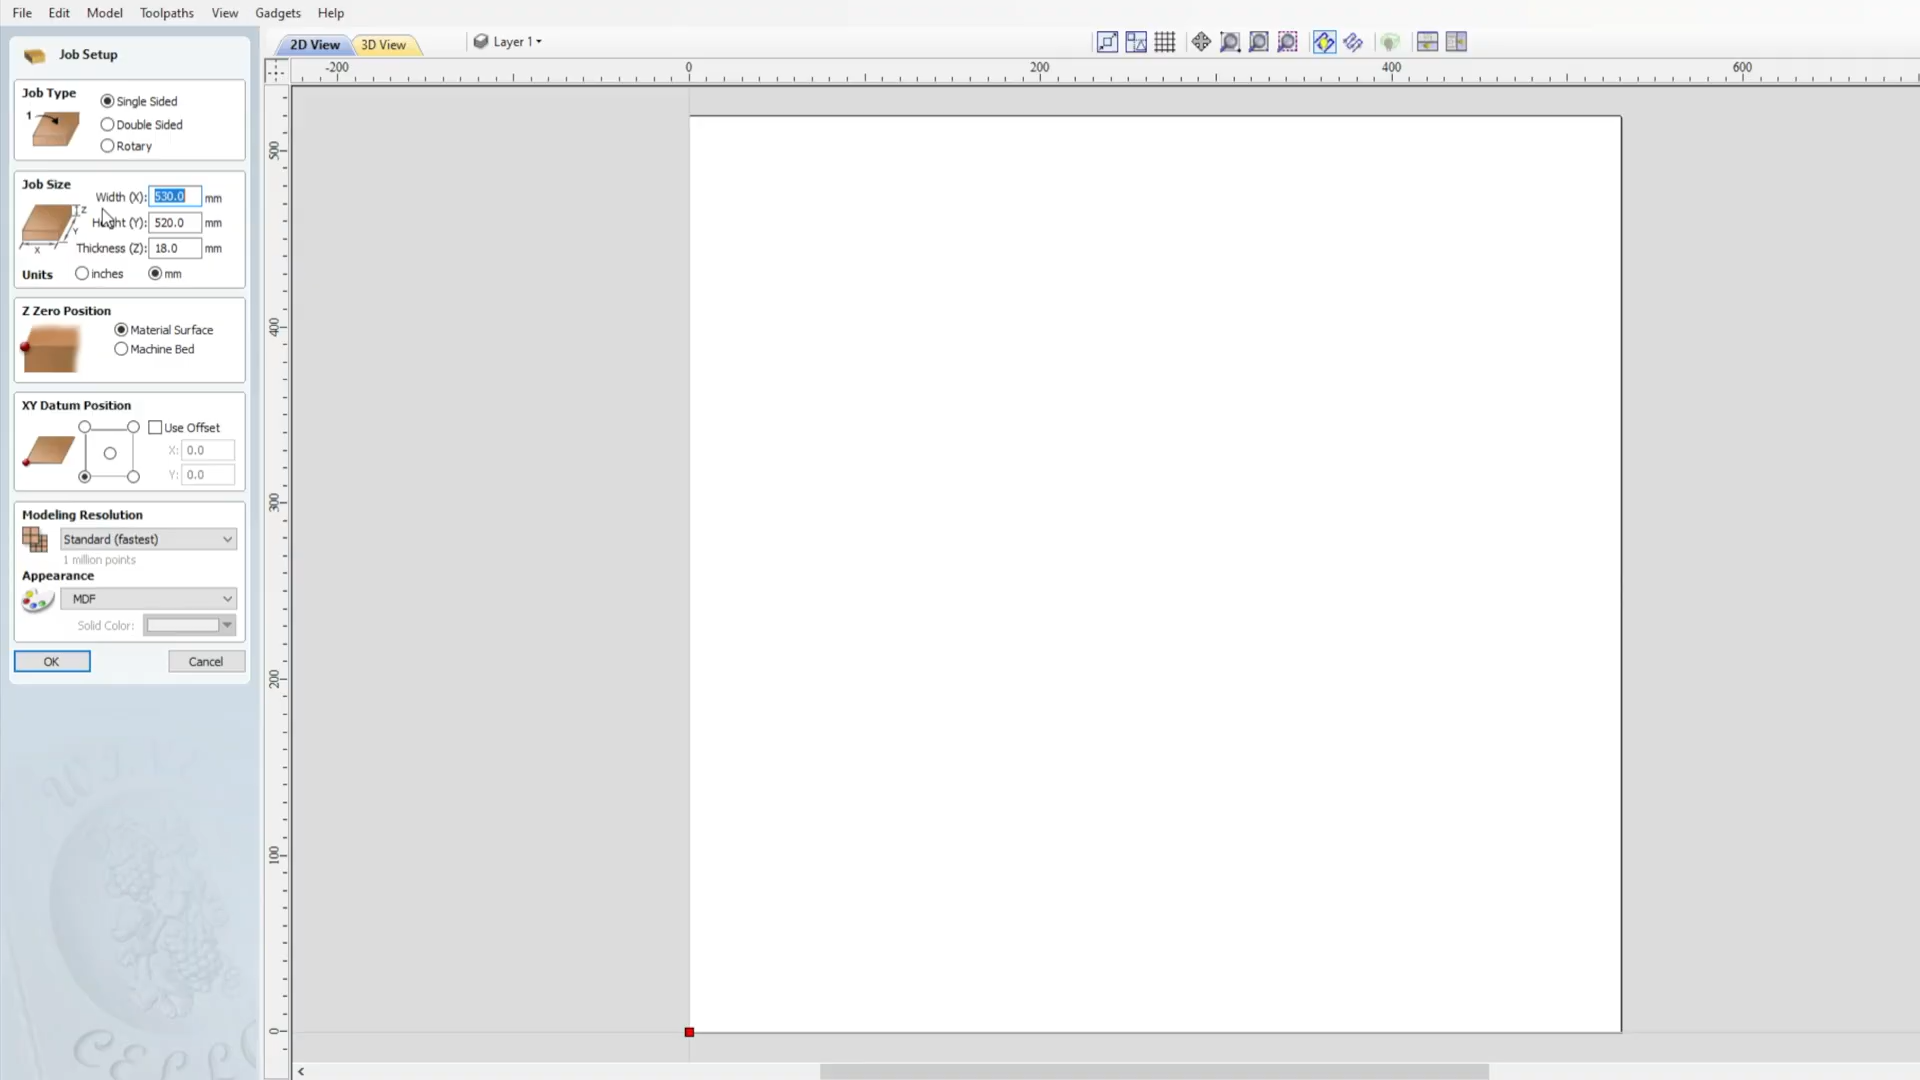 File Edit Model Toolpaths View Gadgets Help
Job Setup
2D View 3D View Layer 1
-200 0 200 400 600
Job Type
Single Sided
1
Double Sided
Rotary
Job Size
Width (X): 530.0 mm
Z
Height (Y): 520.0 mm
Y
Thickness (Z): 18.0 mm
X
Units inches mm
Z Zero Position
Material Surface
Machine Bed
XY Datum Position
Use Offset
X: 0.0
Y: 0.0
Modeling Resolution
Standard (fastest)
1 million points
Appearance
MDF
Solid Color:
OK Cancel
500
400
300
200
100
0